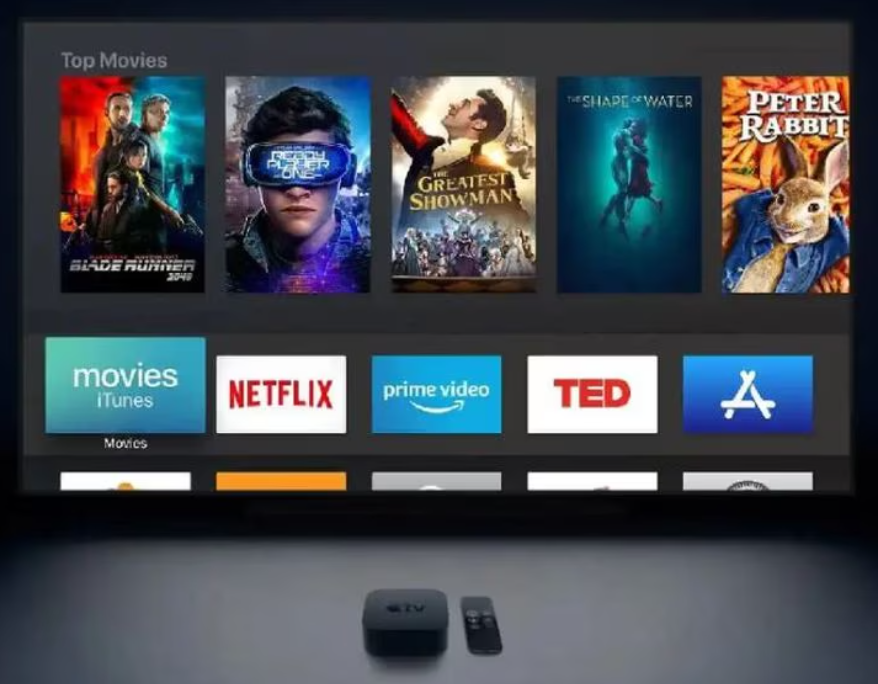 Top Movies
BLADE RUNNER
2049
READY
PLAYER
ONE
THE
GREATEST
SHOWMAN
THE SHAPE OF WATER
PETER
RABBIT
movies
iTunes
Movies
NETFLIX
prime video
TED
tv